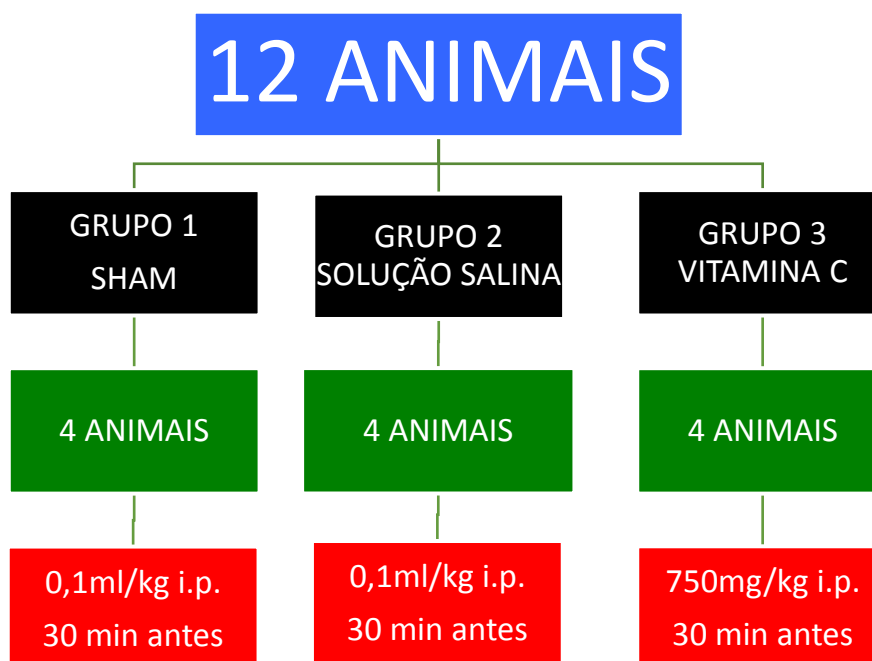 12 ANIMAIS
GRUPO 1
SHAM
GRUPO 2
SOLUÇÃO SALINA
GRUPO 3
VITAMINA C
4 ANIMAIS
4 ANIMAIS
4 ANIMAIS
0,1ml/kg i.p.
30 min antes
0,1ml/kg i.p.
30 min antes
750mg/kg i.p.
30 min antes